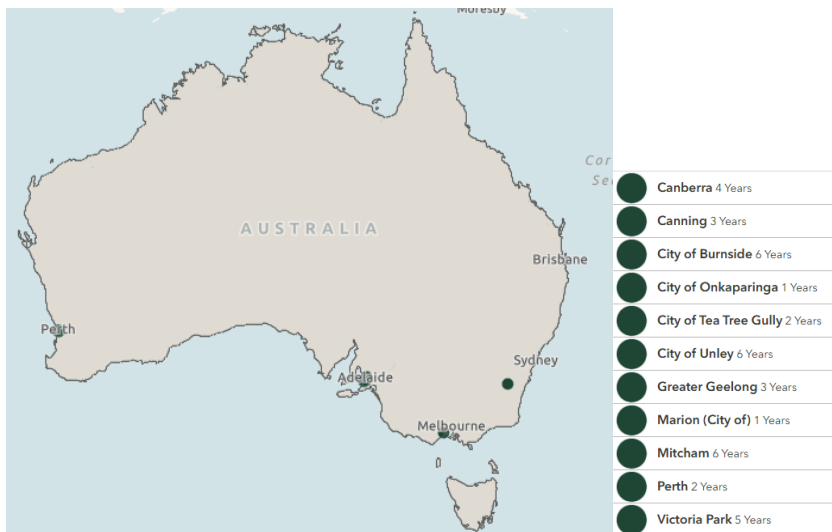 Moresby
Cor
Se
AUSTRALIA
Brisbane
Perth
Sydney
Adelaide
Melbourne
Canberra 4 Years
Canning 3 Years
City of Burnside 6 Years
City of Onkaparinga 1 Years
City of Tea Tree Gully 2 Years
City of Unley 6 Years
Greater Geelong 3 Years
Marion (City of) 1 Years
Mitcham 6 Years
Perth 2 Years
Victoria Park 5 Years